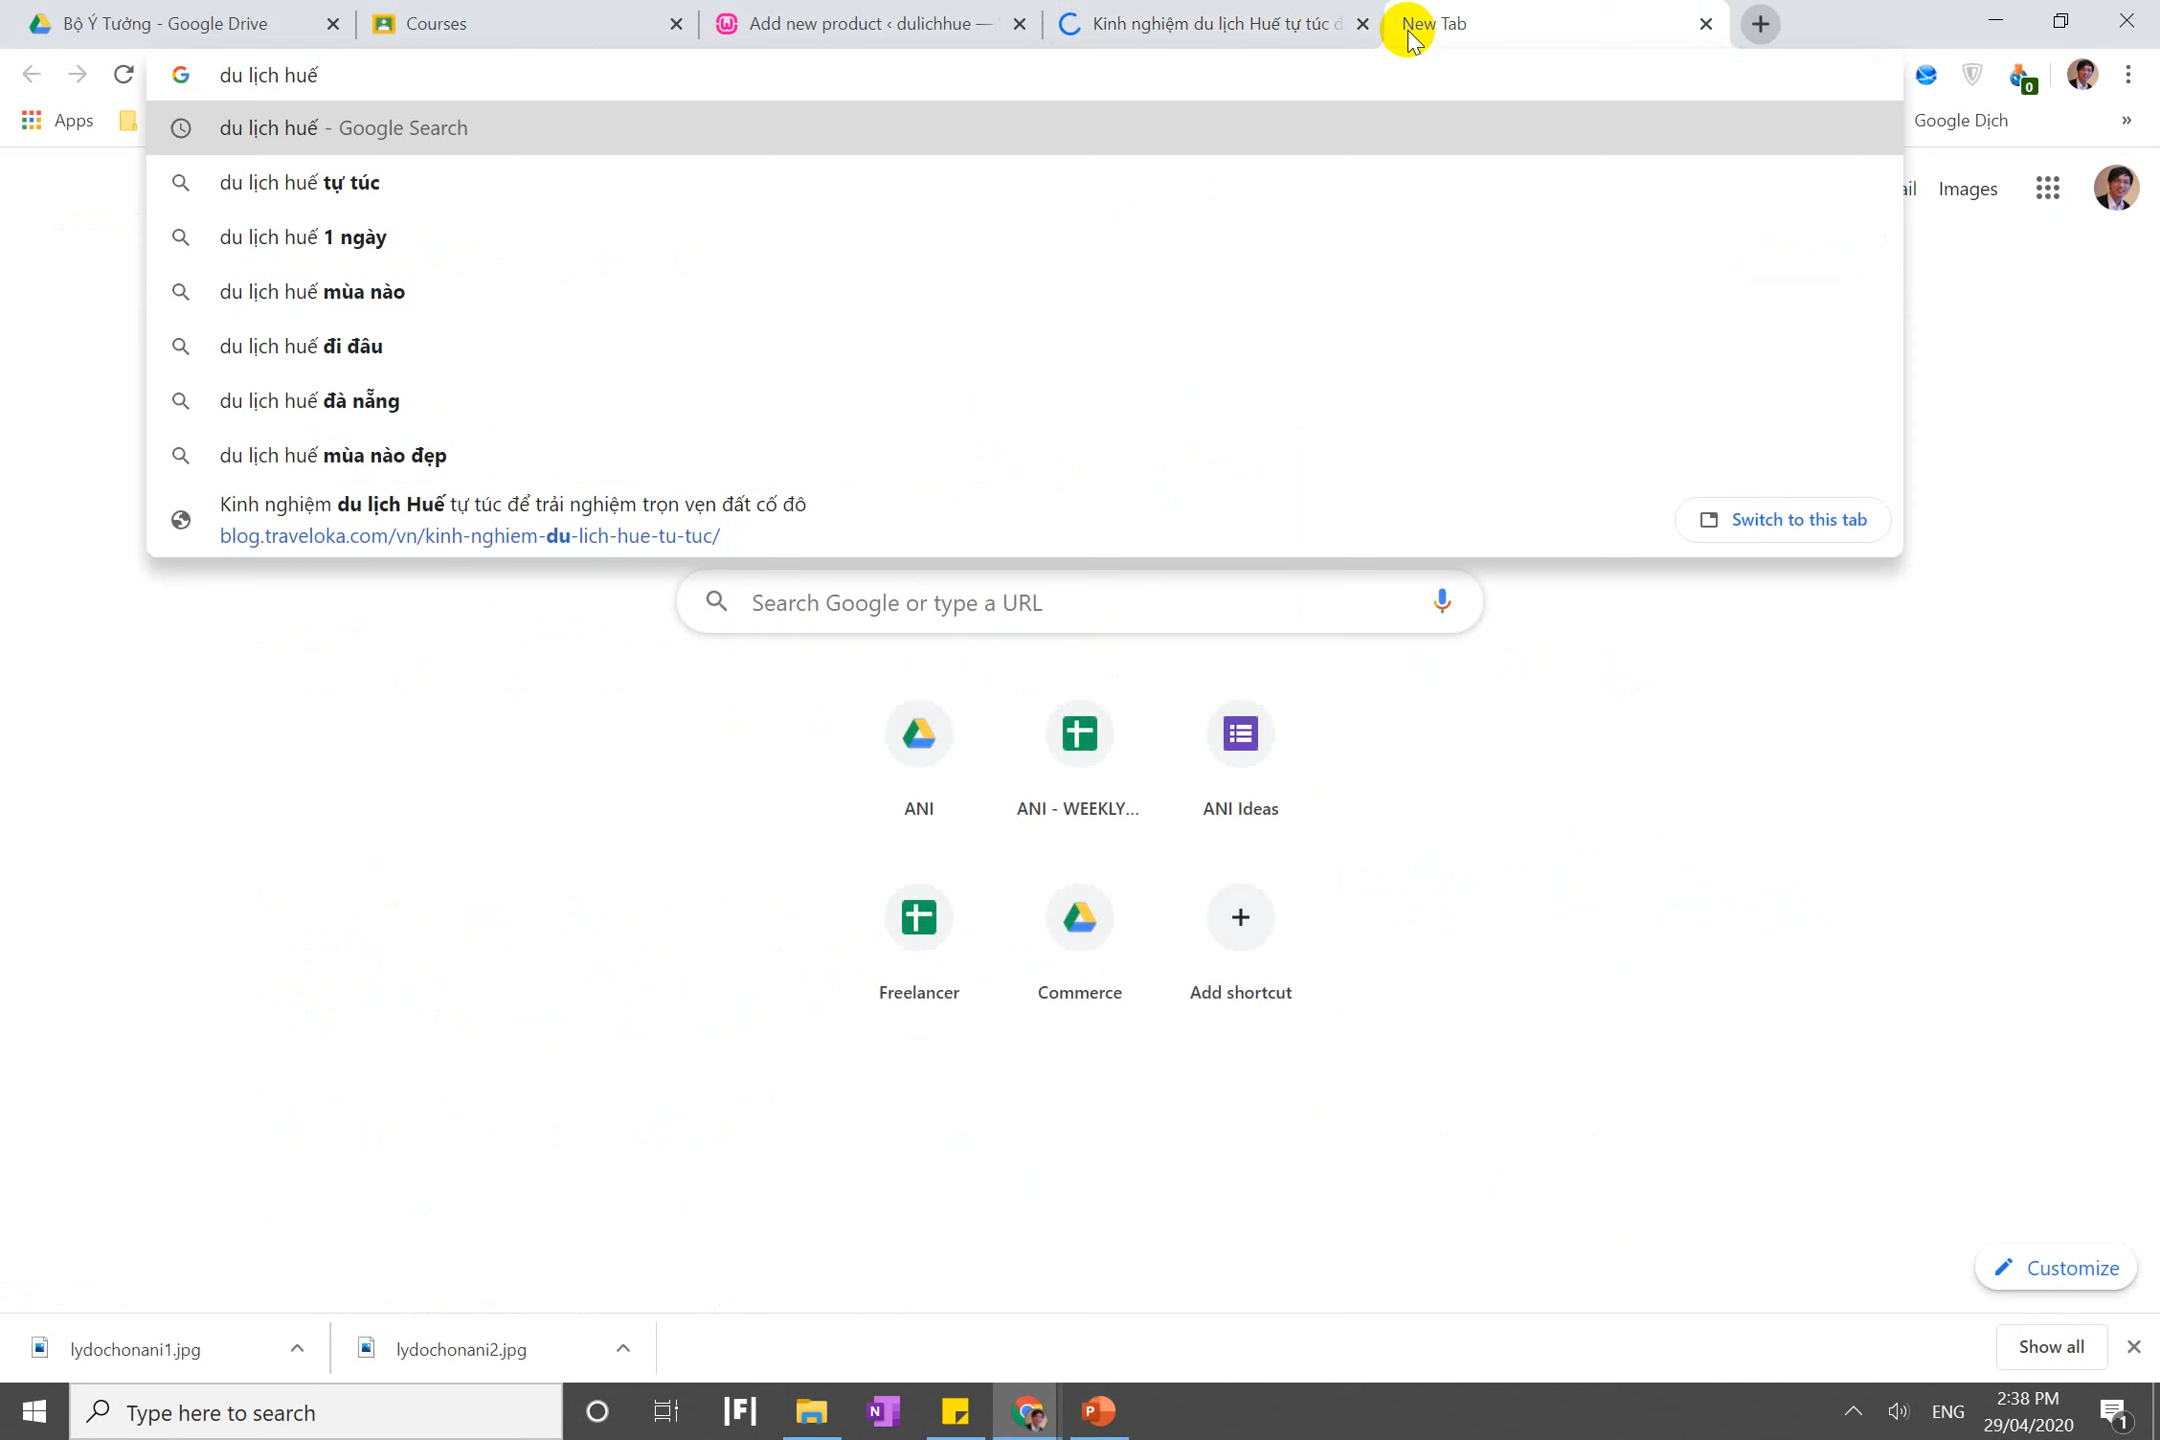 Bộ Ý Tưởng - Google Drive
Courses
Add new product ‹ dulichhue —
Kinh nghiệm du lịch Huế tự túc đ
New Tab
du lịch huế
Apps
Google Dịch
du lịch huế - Google Search
du lịch huế tự túc
du lịch huế 1 ngày
du lịch huế mùa nào
du lịch huế đi đâu
du lịch huế đà nẵng
du lịch huế mùa nào đẹp
Kinh nghiệm du lịch Huế tự túc để trải nghiệm trọn vẹn đất cố đô
blog.traveloka.com/vn/kinh-nghiem-du-lich-hue-tu-tuc/
Switch to this tab
ail
Images
0
Search Google or type a URL
ANI
ANI - WEEKLY...
ANI Ideas
Freelancer
Commerce
Add shortcut
Customize
lydochonani1.jpg
lydochonani2.jpg
Show all
Type here to search
|F|
N
P
ENG
2:38 PM
29/04/2020
1